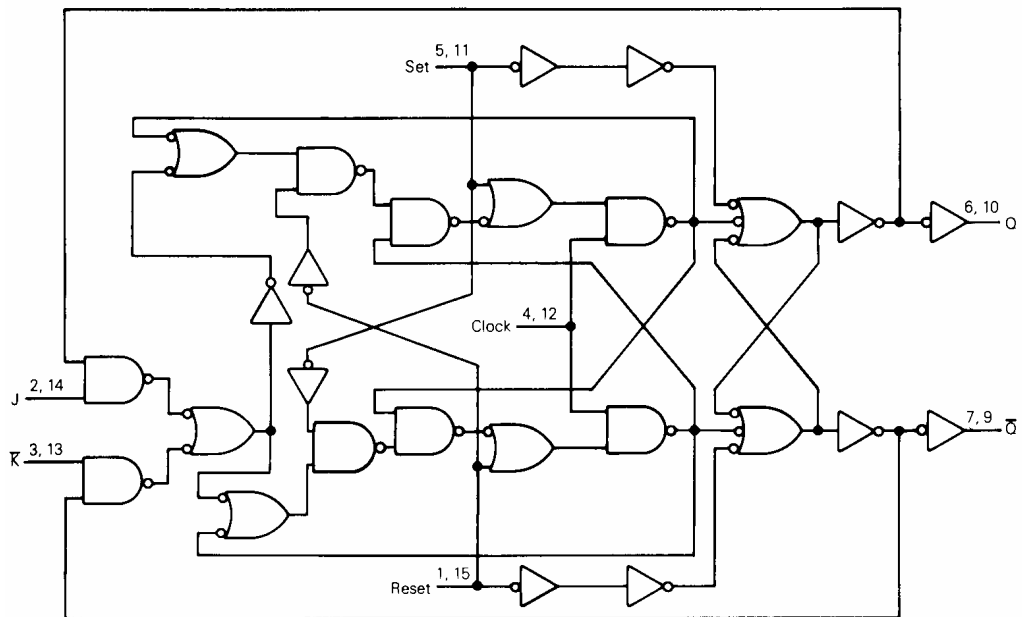 5, 11
Set
6, 10
Q
4, 12
Clock
2, 14
J
3, 13
K̅
7, 9
Q̅
1, 15
Reset